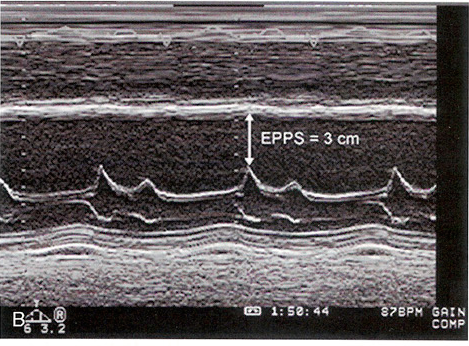 EPPS = 3 cm
B
®
6 3.2
1:50:44
87BPM GAIN
COMP